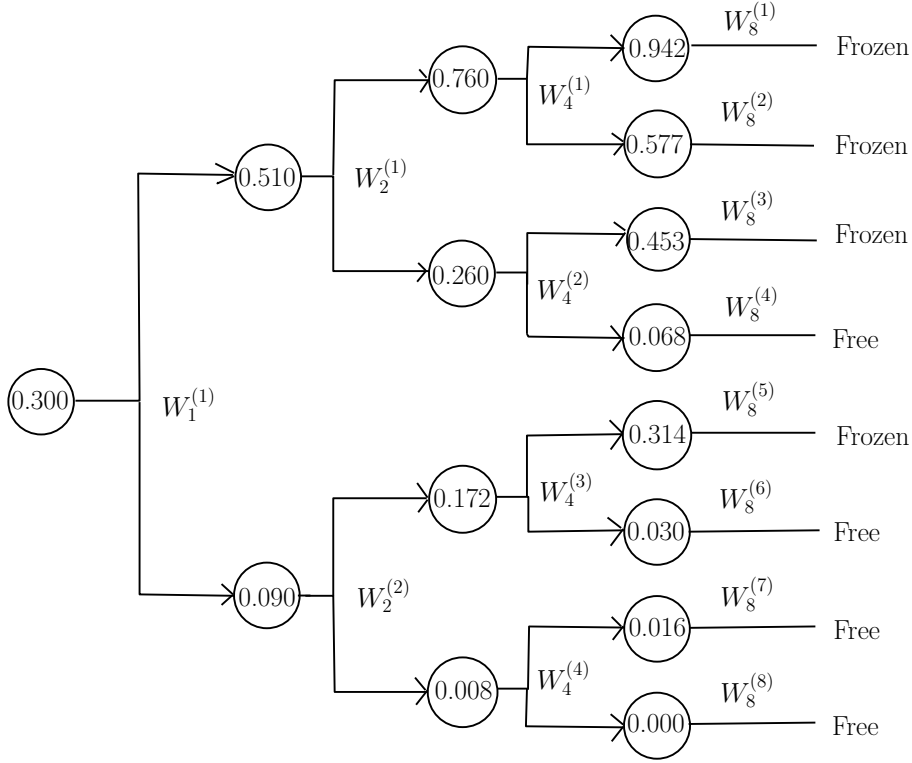 W_8^{(1)}
0.942
Frozen
0.760
W_4^{(1)}
W_8^{(2)}
0.577
Frozen
0.510
W_2^{(1)}
W_8^{(3)}
0.453
Frozen
0.260
W_4^{(2)}
W_8^{(4)}
0.068
Free
0.300
W_1^{(1)}
W_8^{(5)}
0.314
Frozen
0.172
W_4^{(3)}
W_8^{(6)}
0.030
Free
0.090
W_2^{(2)}
W_8^{(7)}
0.016
Free
0.008
W_4^{(4)}
W_8^{(8)}
0.000
Free